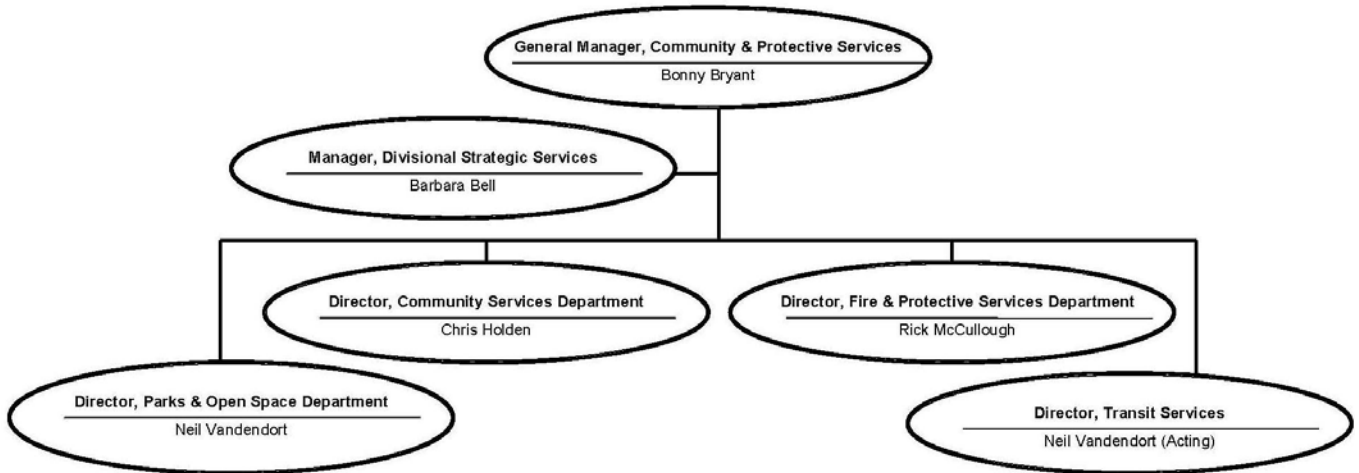 General Manager, Community & Protective Services
Bonny Bryant
Manager, Divisional Strategic Services
Barbara Bell
Director, Community Services Department
Chris Holden
Director, Fire & Protective Services Department
Rick McCullough
Director, Parks & Open Space Department
Neil Vandendort
Director, Transit Services
Neil Vandendort (Acting)